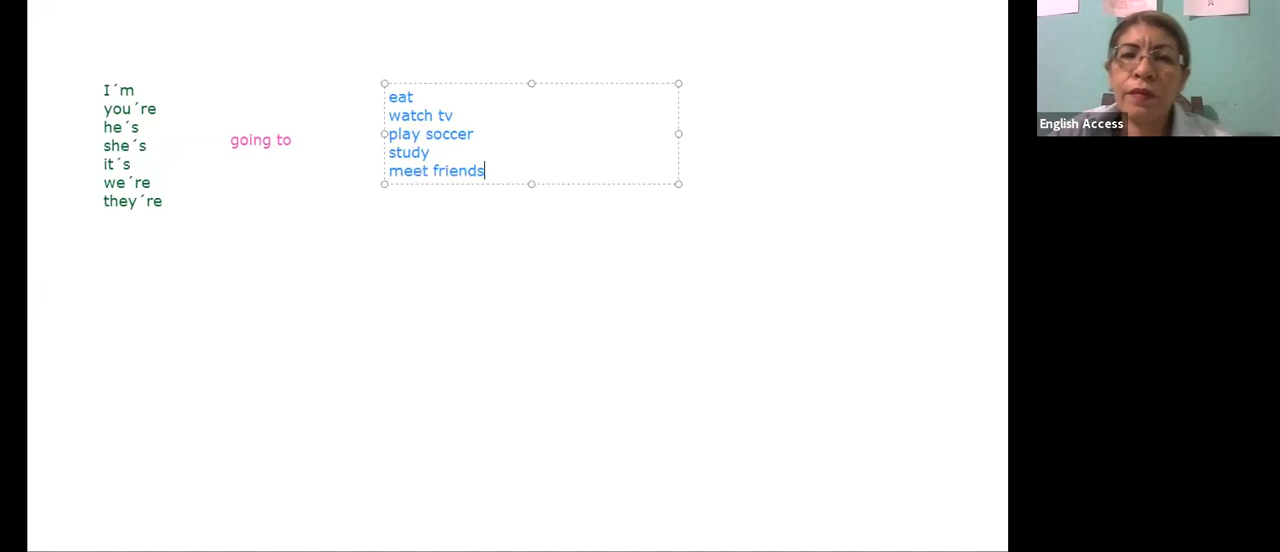 I´m
you´re
he´s
she´s
it´s
we´re
they´re
going to
eat
watch tv
play soccer
study
meet friends
English Access